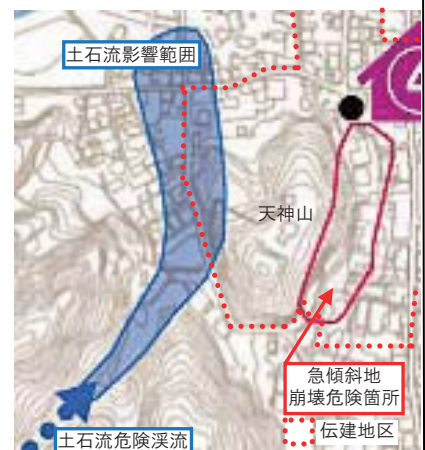 土石流影響範囲
④
天神山
急傾斜地
崩壊危険箇所
伝建地区
土石流危険渓流